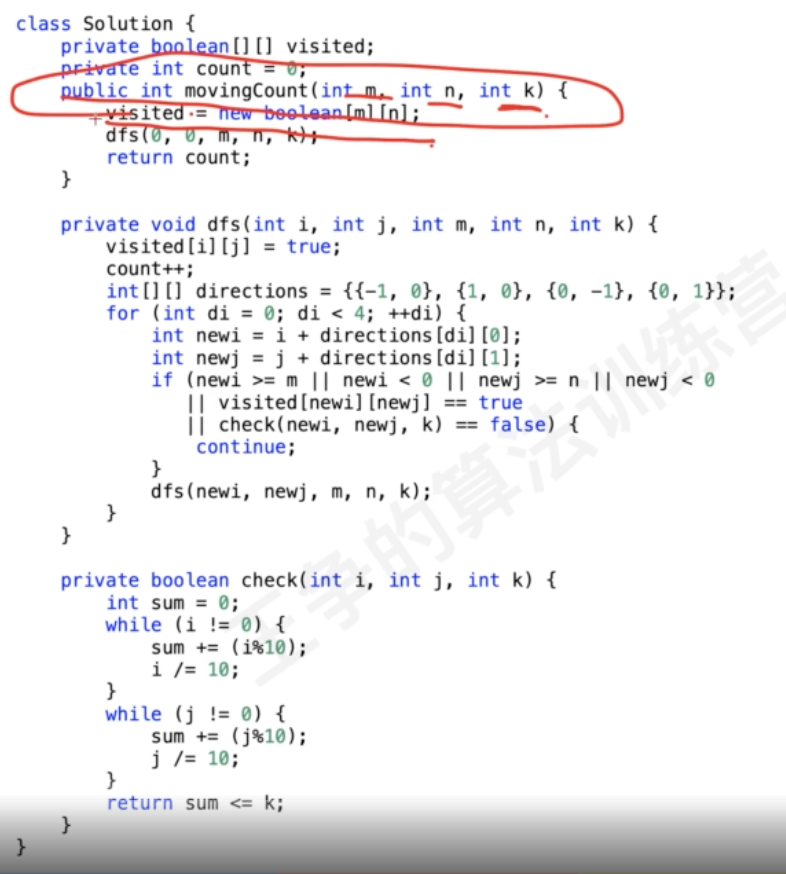 class Solution {
    private boolean[][] visited;
    private int count = 0;
    public int movingCount(int m, int n, int k) {
        visited = new boolean[m][n];
        dfs(0, 0, m, n, k);
        return count;
    }

    private void dfs(int i, int j, int m, int n, int k) {
        visited[i][j] = true;
        count++;
        int[][] directions = {{-1, 0}, {1, 0}, {0, -1}, {0, 1}};
        for (int di = 0; di < 4; ++di) {
            int newi = i + directions[di][0];
            int newj = j + directions[di][1];
            if (newi >= m || newi < 0 || newj >= n || newj < 0
               || visited[newi][newj] == true
               || check(newi, newj, k) == false) {
                continue;
            }
            dfs(newi, newj, m, n, k);
        }
    }

    private boolean check(int i, int j, int k) {
        int sum = 0;
        while (i != 0) {
            sum += (i%10);
            i /= 10;
        }
        while (j != 0) {
            sum += (j%10);
            j /= 10;
        }
        return sum <= k;
    }
}
王争的算法训练营